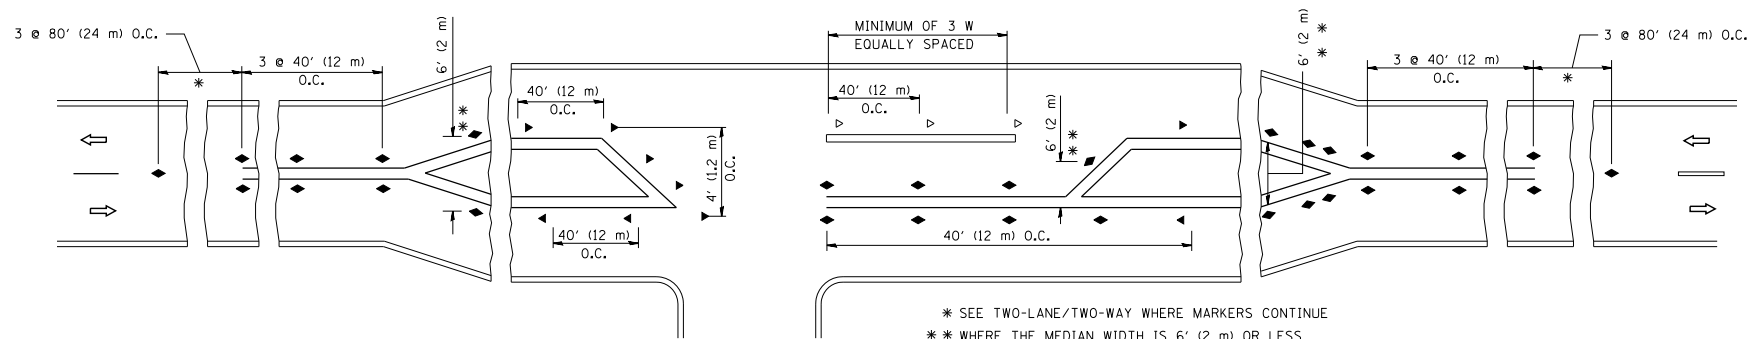 3 @ 80' (24 m) O.C.
3 @ 40' (12 m)
O.C.
*
6' (2 m)
* *
40' (12 m)
O.C.
4' (1.2 m)
O.C.
40' (12 m)
O.C.
MINIMUM OF 3 W
EQUALLY SPACED
40' (12 m)
O.C.
6' (2 m)
* *
40' (12 m) O.C.
6' (2 m) * *
3 @ 40' (12 m)
O.C.
3 @ 80' (24 m) O.C.
*
* SEE TWO-LANE/TWO-WAY WHERE MARKERS CONTINUE
* * WHERE THE MEDIAN WIDTH IS 6' (2 m) OR LESS